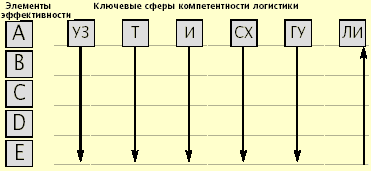 Элементы эффективности
Ключевые сферы компетентности логистики
A УЗ Т И СХ ГУ ЛИ
B
C
D
E